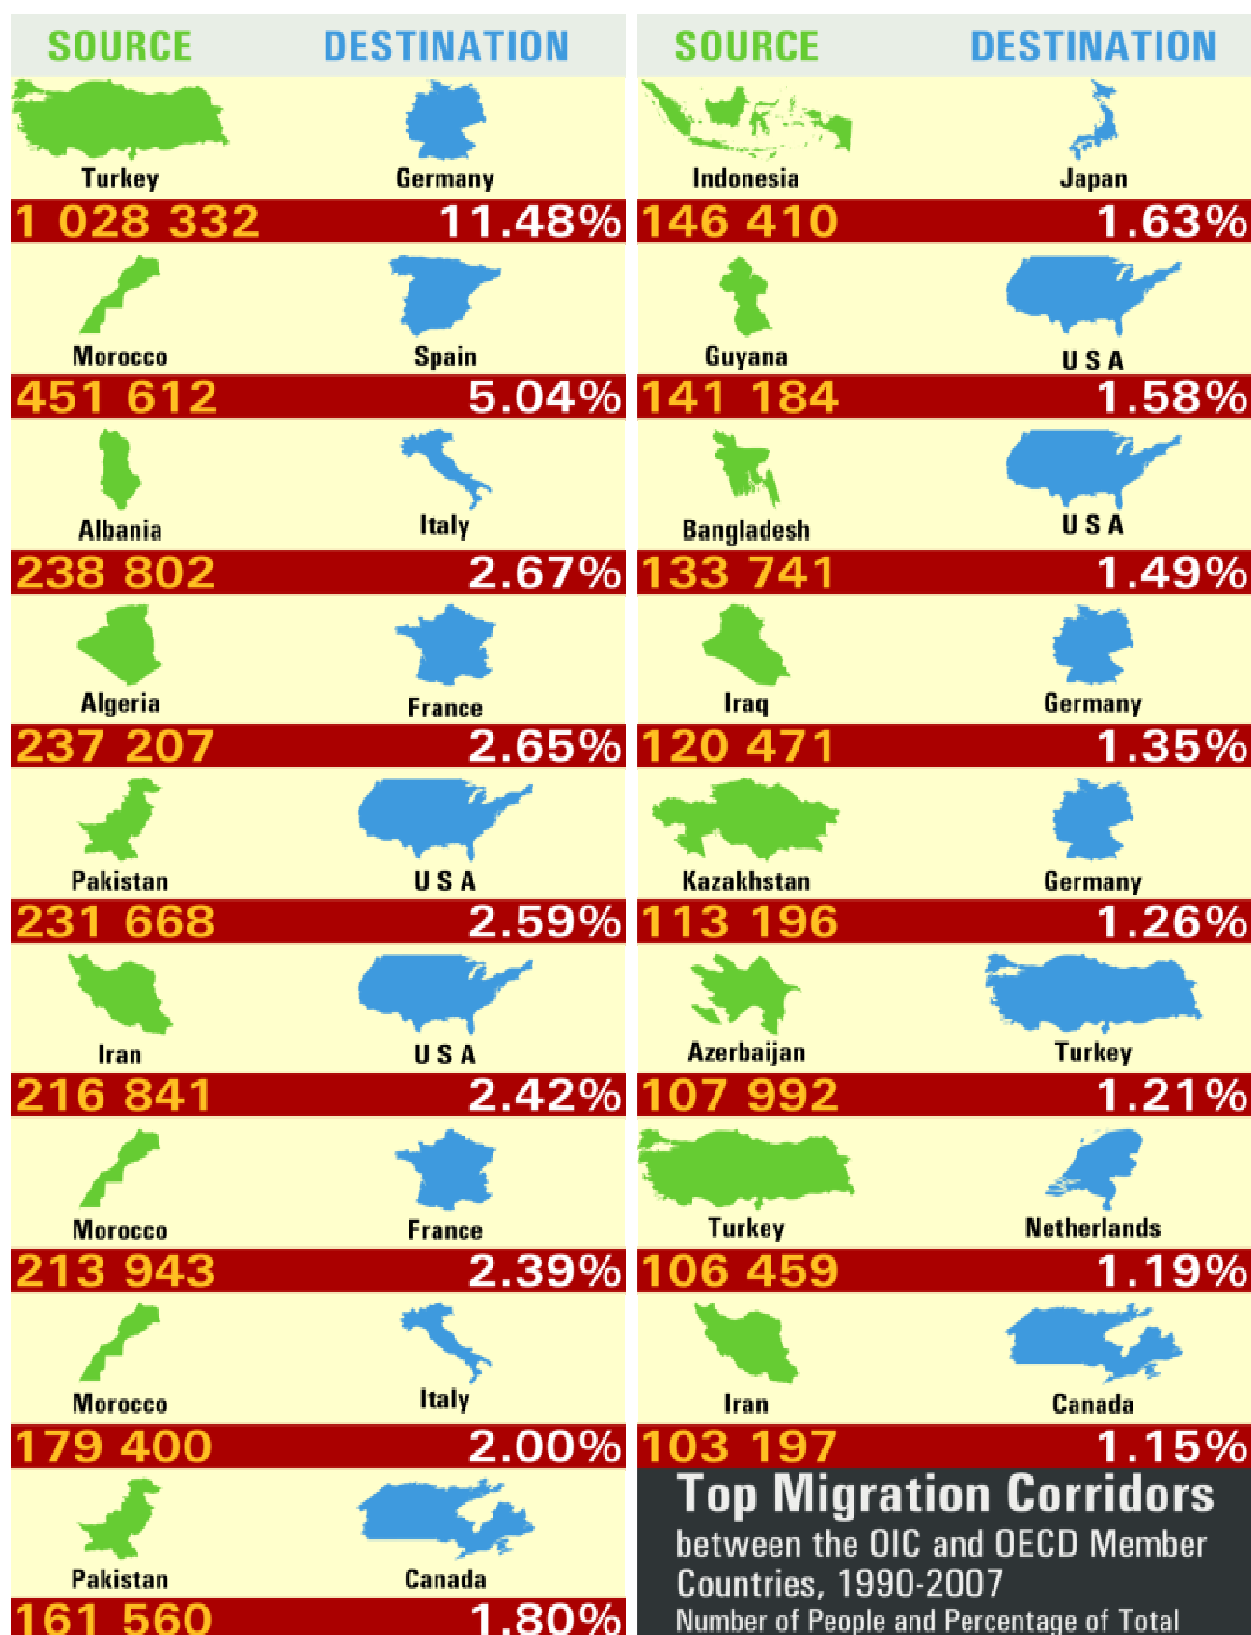 SOURCE DESTINATION
Turkey Germany
1 028 332 11.48%
Morocco Spain
451 612 5.04%
Albania Italy
238 802 2.67%
Algeria France
237 207 2.65%
Pakistan U S A
231 668 2.59%
Iran U S A
216 841 2.42%
Morocco France
213 943 2.39%
Morocco Italy
179 400 2.00%
Pakistan Canada
161 560 1.80%
SOURCE DESTINATION
Indonesia Japan
146 410 1.63%
Guyana U S A
141 184 1.58%
Bangladesh U S A
133 741 1.49%
Iraq Germany
120 471 1.35%
Kazakhstan Germany
113 196 1.26%
Azerbaijan Turkey
107 992 1.21%
Turkey Netherlands
106 459 1.19%
Iran Canada
103 197 1.15%
Top Migration Corridors
between the OIC and OECD Member
Countries, 1990-2007
Number of People and Percentage of Total